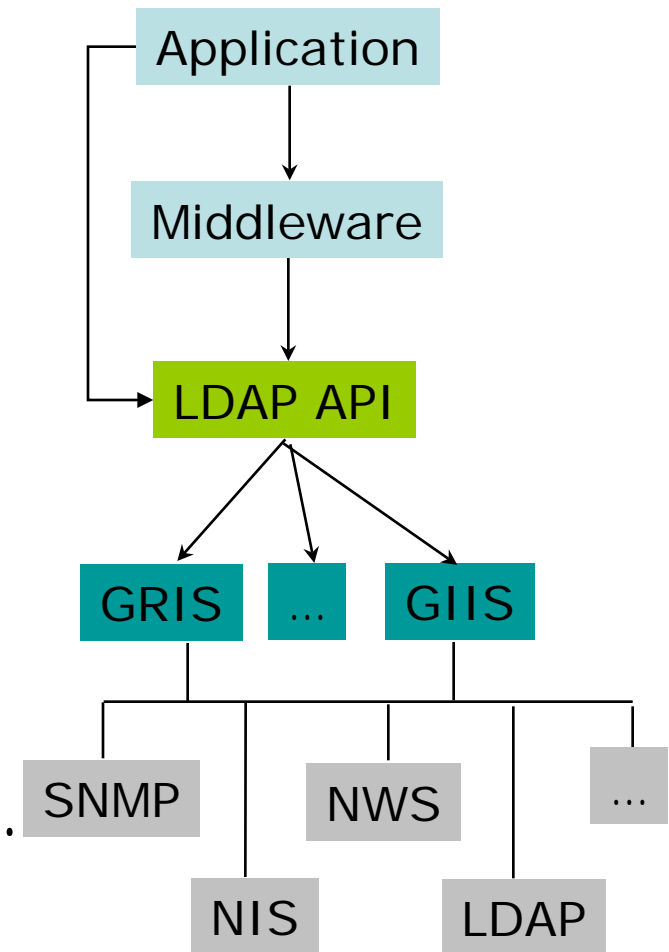 Application
Middleware
LDAP API
GRIS
...
GIIS
SNMP
NWS
...
.
NIS
LDAP